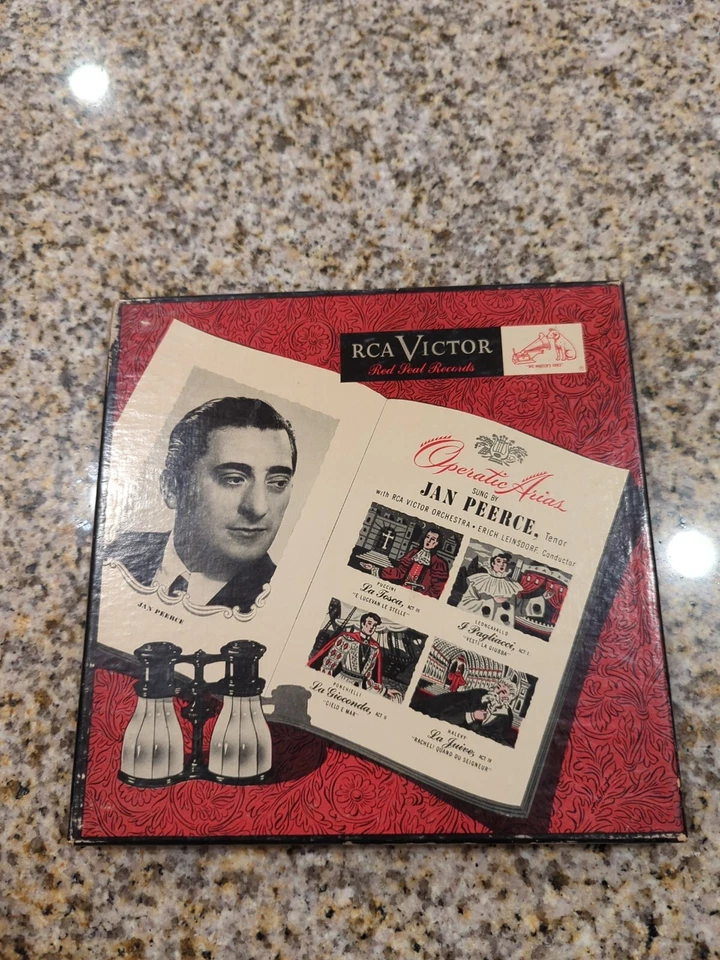 RCA VICTOR
Red Seal Records
"HIS MASTER'S VOICE"
Operatic Arias
SUNG BY
JAN PEERCE, Tenor
with RCA VICTOR ORCHESTRA • ERICH LEINSDORF, Conductor
PUCCINI
La Tosca, ACT III
"E LUCEVAN LE STELLE"
LEONCAVALLO
I Pagliacci, ACT I
"VESTI LA GIUBBA"
PONCHIELLI
La Gioconda, ACT II
"CIELO E MAR"
HALEVY
La Juive, ACT IV
"RACHEL! QUAND DU SEIGNEUR"
JAN PEERCE